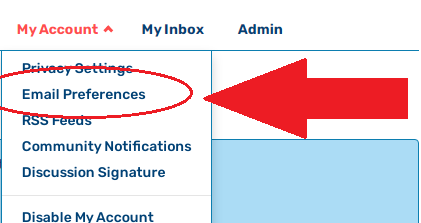 My Account My Inbox Admin
Privacy Settings
Email Preferences
RSS Feeds
Community Notifications
Discussion Signature
Disable My Account